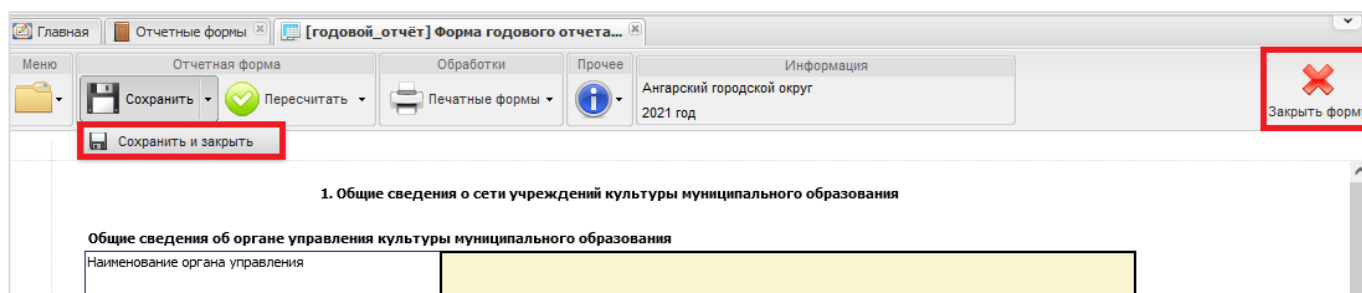 Главная Отчетные формы [годовой_отчёт] Форма годового отчета...
Меню Отчетная форма Обработки Прочее Информация
Сохранить Пересчитать Печатные формы Ангарский городской округ
2021 год
Закрыть форм
Сохранить и закрыть
1. Общие сведения о сети учреждений культуры муниципального образования
Общие сведения об органе управления культуры муниципального образования
Наименование органа управления